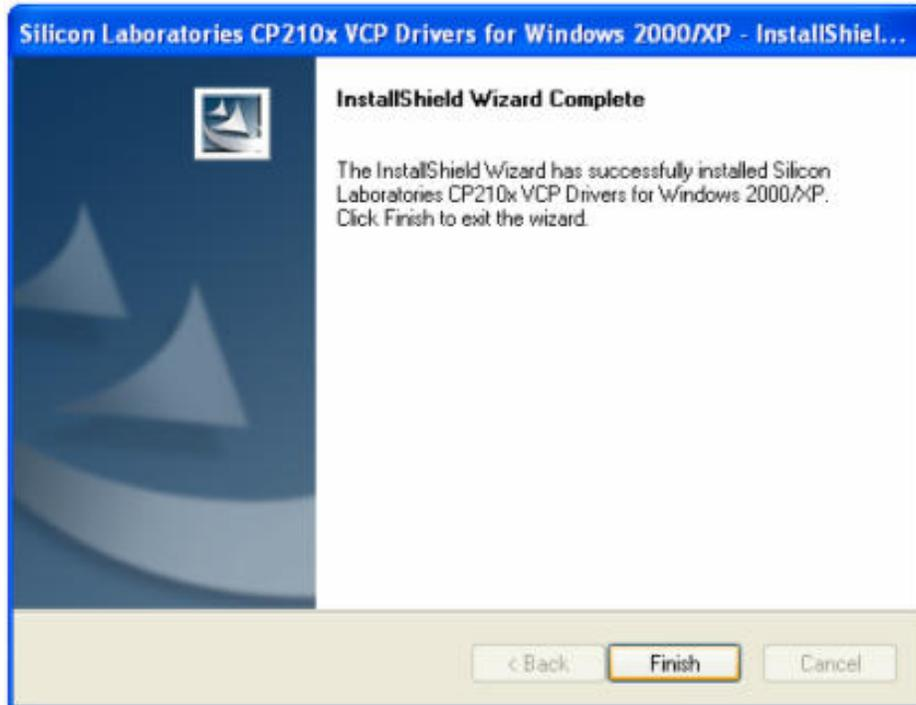 Silicon Laboratories CP210x VCP Drivers for Windows 2000/XP - InstallShiel...
InstallShield Wizard Complete
The InstallShield Wizard has successfully installed Silicon
Laboratories CP210x VCP Drivers for Windows 2000/XP.
Click Finish to exit the wizard.
< Back Finish Cancel